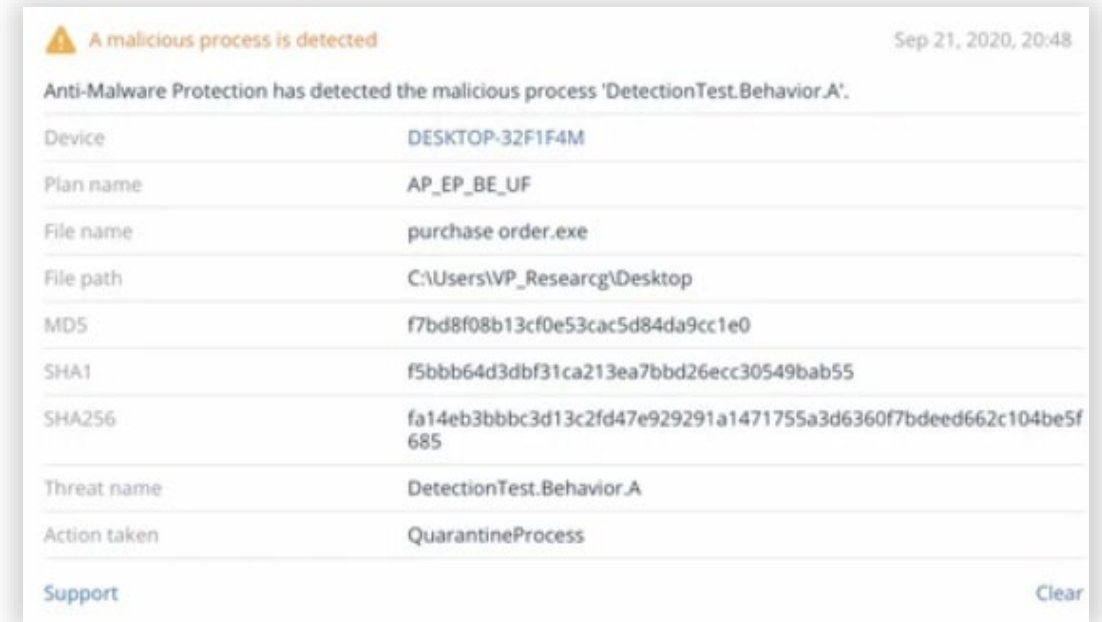 A malicious process is detected Sep 21, 2020, 20:48
Anti-Malware Protection has detected the malicious process 'DetectionTest.Behavior.A'.
Device DESKTOP-32F1F4M
Plan name AP_EP_BE_UF
File name purchase order.exe
File path C:\Users\VP_Researcg\Desktop
MD5 f7bd8f08b13cf0e53cac5d84da9cc1e0
SHA1 f5bbb64d3dbf31ca213ea7bbd26ecc30549bab55
SHA256 fa14eb3bbbc3d13c2fd47e929291a1471755a3d6360f7bdeed662c104be5f
685
Threat name DetectionTest.Behavior.A
Action taken QuarantineProcess
Support Clear